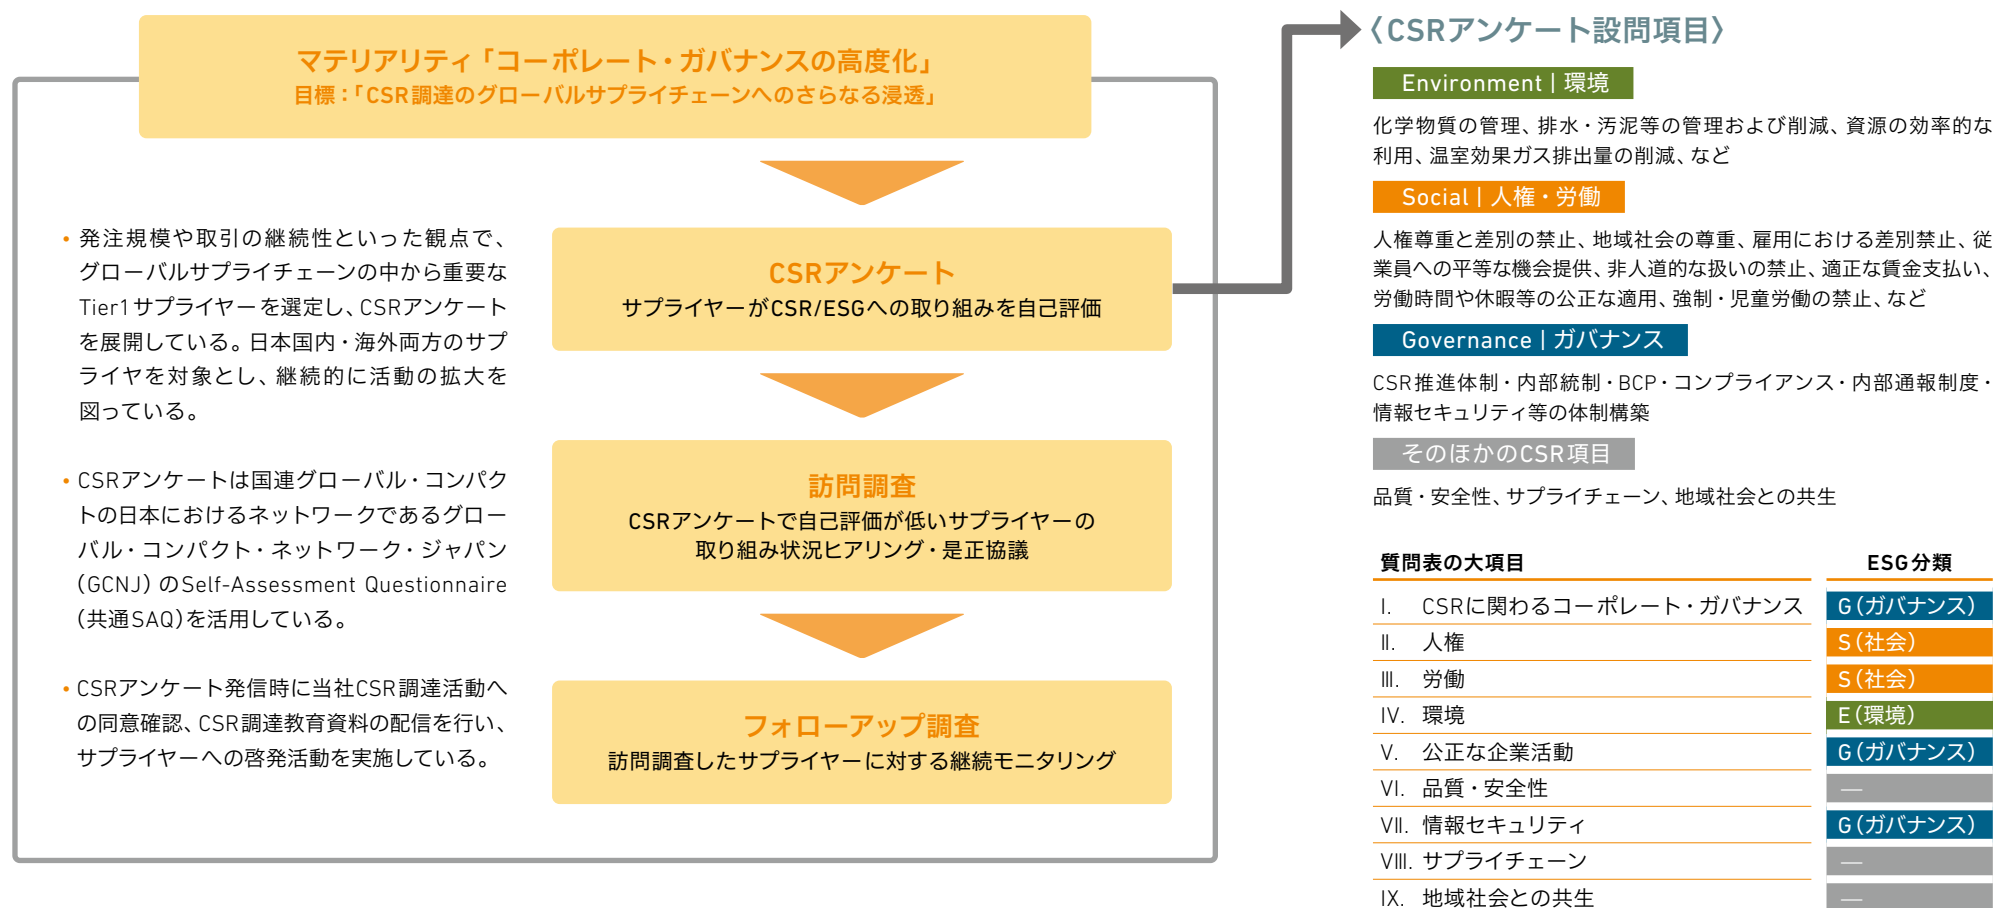 マテリアリティ「コーポレート・ガバナンスの高度化」
目標：「CSR調達のグローバルサプライチェーンへのさらなる浸透」
・発注規模や取引の継続性といった観点で、
グローバルサプライチェーンの中から重要な
Tier1サプライヤーを選定し、CSRアンケート
を展開している。日本国内・海外両方のサプ
ライヤを対象とし、継続的に活動の拡大を
図っている。
・CSRアンケートは国連グローバル・コンパク
トの日本におけるネットワークであるグロー
バル・コンパクト・ネットワーク・ジャパン
（GCNJ）のSelf-Assessment Questionnaire
（共通SAQ）を活用している。
・CSRアンケート発信時に当社CSR調達活動へ
の同意確認、CSR調達教育資料の配信を行い、
サプライヤーへの啓発活動を実施している。
CSRアンケート
サプライヤーがCSR/ESGへの取り組みを自己評価
訪問調査
CSRアンケートで自己評価が低いサプライヤーの
取り組み状況ヒアリング・是正協議
フォローアップ調査
訪問調査したサプライヤーに対する継続モニタリング
〈CSRアンケート設問項目〉
Environment | 環境
化学物質の管理、排水・汚泥等の管理および削減、資源の効率的な
利用、温室効果ガス排出量の削減、など
Social | 人権・労働
人権尊重と差別の禁止、地域社会の尊重、雇用における差別禁止、従
業員への平等な機会提供、非人道的な扱いの禁止、適正な賃金支払い、
労働時間や休暇等の公正な適用、強制・児童労働の禁止、など
Governance | ガバナンス
CSR推進体制・内部統制・BCP・コンプライアンス・内部通報制度・
情報セキュリティ等の体制構築
そのほかのCSR項目
品質・安全性、サプライチェーン、地域社会との共生
質問表の大項目 ESG分類
I. CSRに関わるコーポレート・ガバナンス G（ガバナンス）
II. 人権 S（社会）
III. 労働 S（社会）
IV. 環境 E（環境）
V. 公正な企業活動 G（ガバナンス）
VI. 品質・安全性 —
VII. 情報セキュリティ G（ガバナンス）
VIII. サプライチェーン —
IX. 地域社会との共生 —